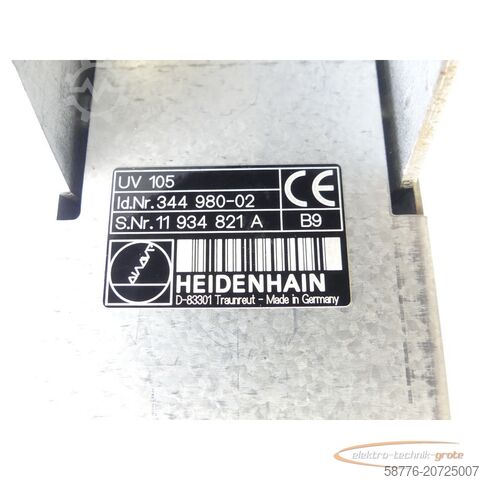 UV 105
Id.Nr. 344 980-02
S.Nr. 11 934 821 A
B9
CE
HEIDENHAIN
D-83301 Traunreut - Made in Germany
elektro-technik-grote
58776-20725007